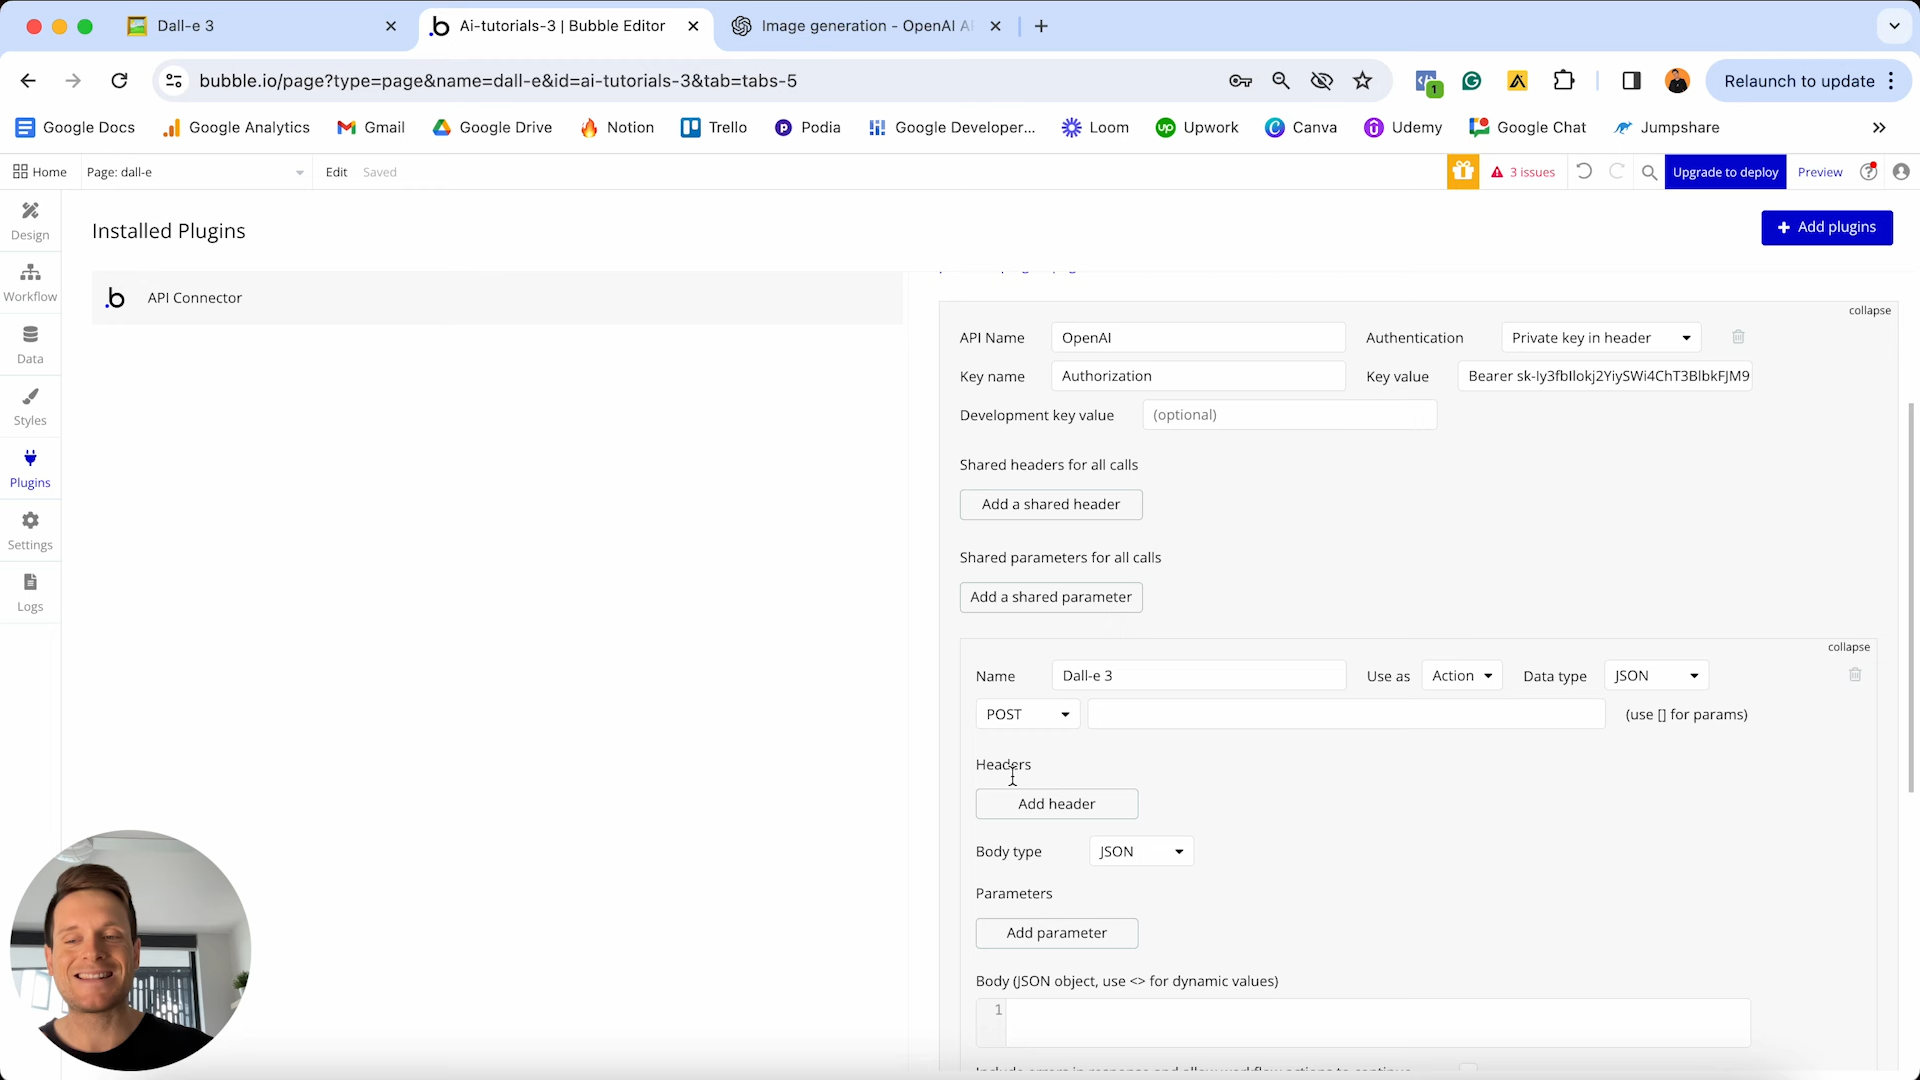 Dall-e 3
Ai-tutorials-3 | Bubble Editor
Image generation - OpenAI A
bubble.io/page?type=page&name=dall-e&id=ai-tutorials-3&tab=tabs-5
1
Relaunch to update
Google Docs
Google Analytics
Gmail
Google Drive
Notion
Trello
Podia
Google Developer...
Loom
up
Upwork
Canva
Udemy
Google Chat
Jumpshare
Home
Page: dall-e
Edit
Saved
3 issues
Upgrade to deploy
Preview
Design
Workflow
Data
Styles
Plugins
Settings
Logs
Installed Plugins
+ Add plugins
.b API Connector
collapse
API Name OpenAI Authentication Private key in header
Key name Authorization Key value
Development key value (optional)
Shared headers for all calls
Add a shared header
Shared parameters for all calls
Add a shared parameter
collapse
Name Dall-e 3 Use as Action Data type JSON
POST (use [] for params)
Headers
Add header
Body type JSON
Parameters
Add parameter
Body (JSON object, use <> for dynamic values)
1